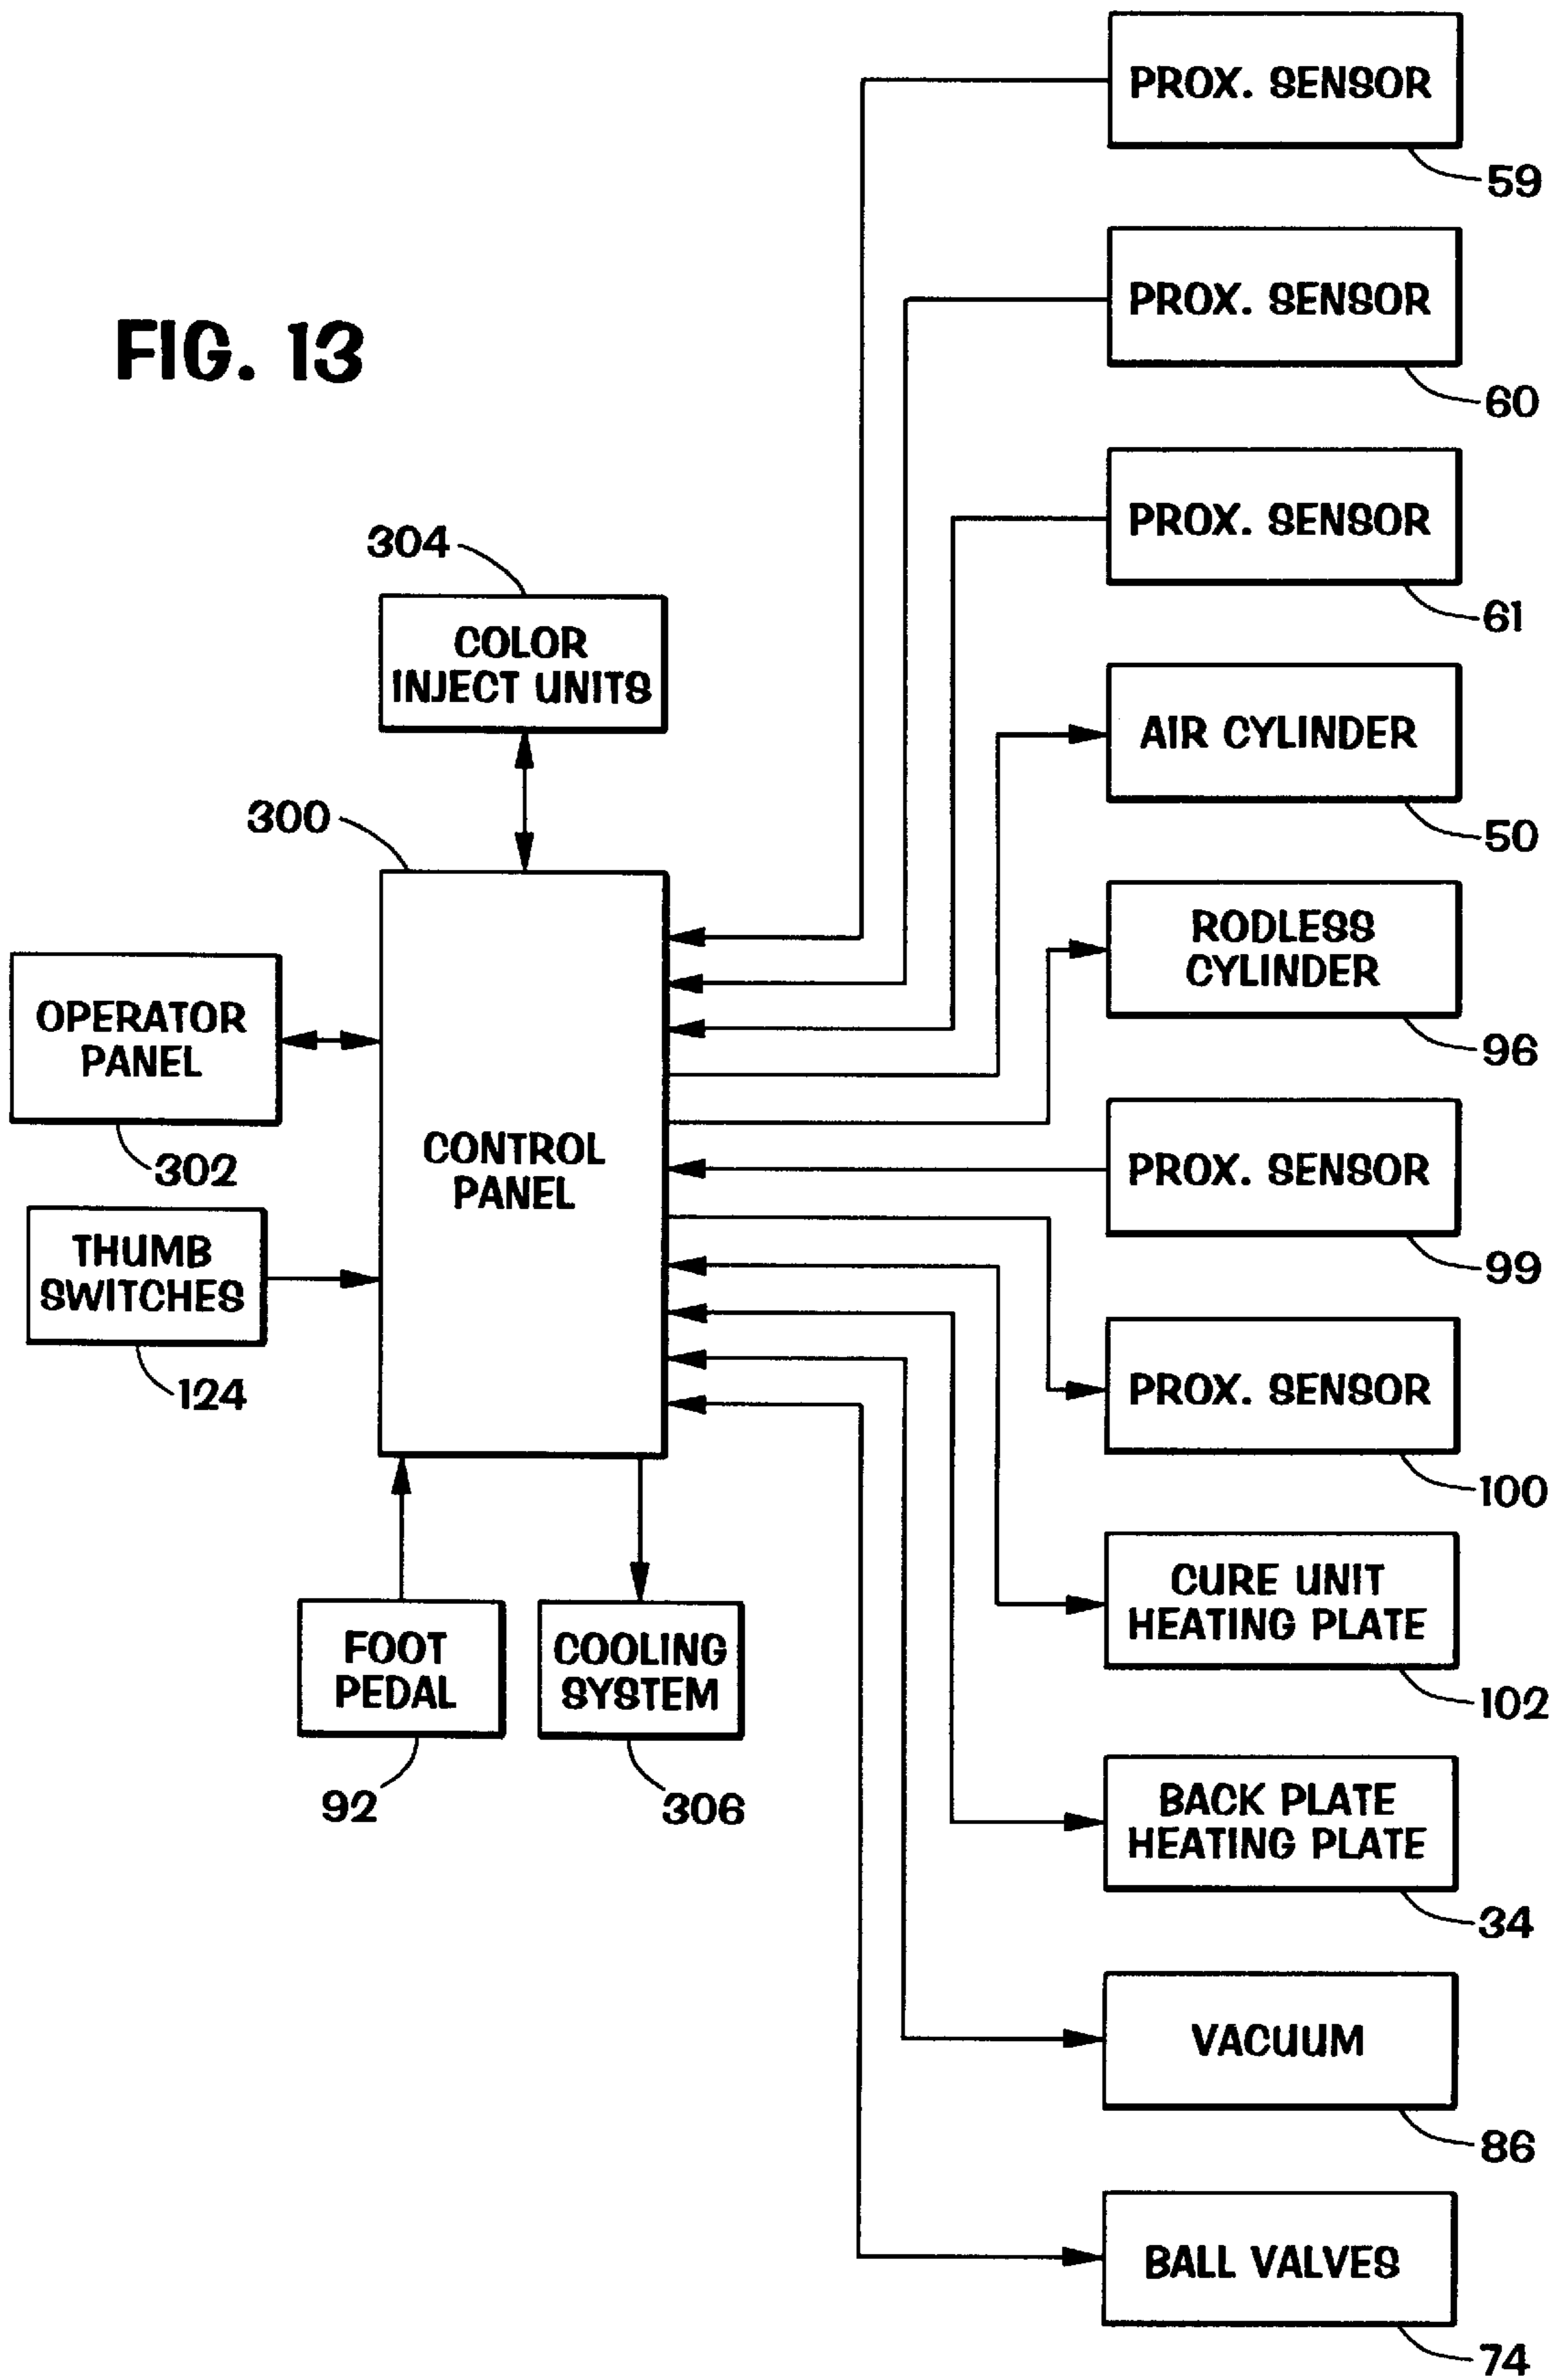 PROX. SENSOR
59
PROX. SENSOR
60
FIG. 13
PROX. SENSOR
61
304
COLOR
INJECT UNITS
AIR CYLINDER
50
300
RODLESS
CYLINDER
96
OPERATOR
PANEL
302
CONTROL
PANEL
PROX. SENSOR
99
THUMB
SWITCHES
124
PROX. SENSOR
100
FOOT
PEDAL
92
COOLING
SYSTEM
306
CURE UNIT
HEATING PLATE
102
BACK PLATE
HEATING PLATE
34
VACUUM
86
BALL VALVES
74